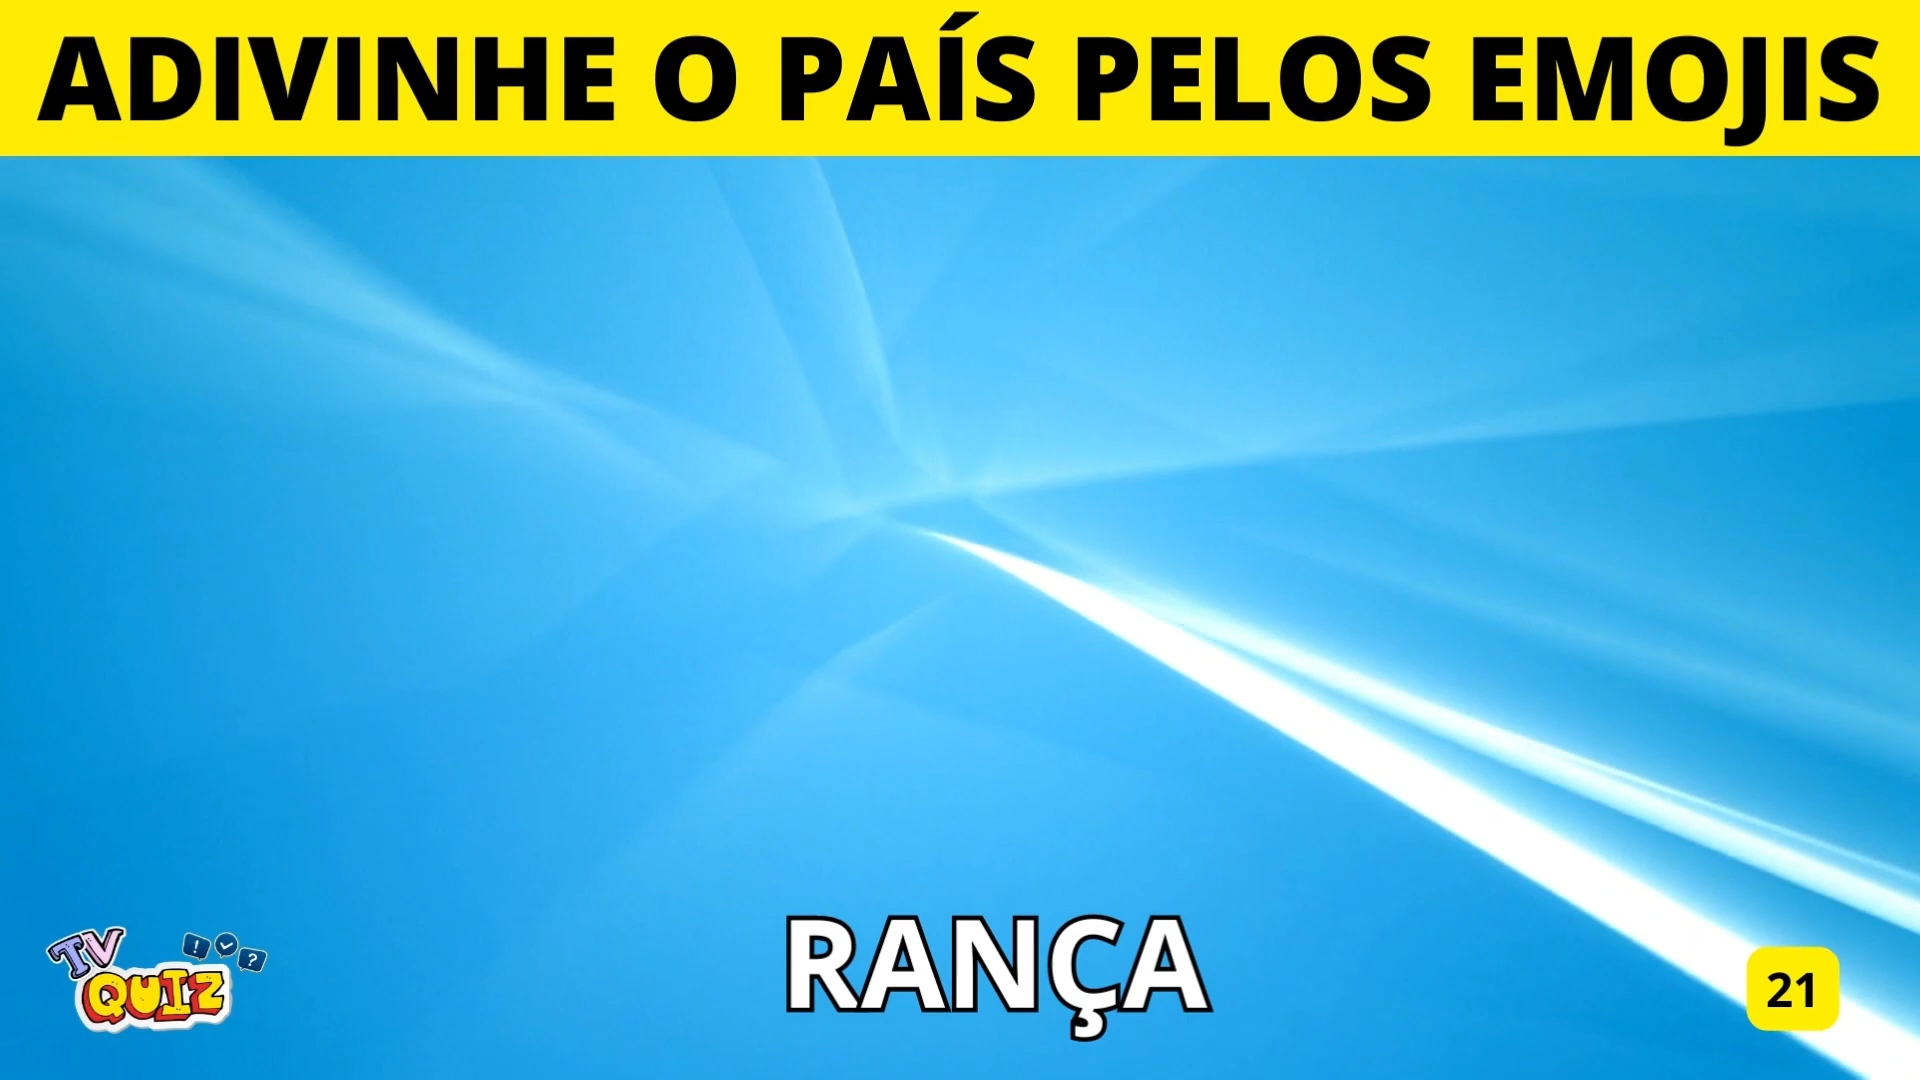 ADIVINHE O PAÍS PELOS EMOJIS
RANÇA
TV
! ?
QUIZ
21